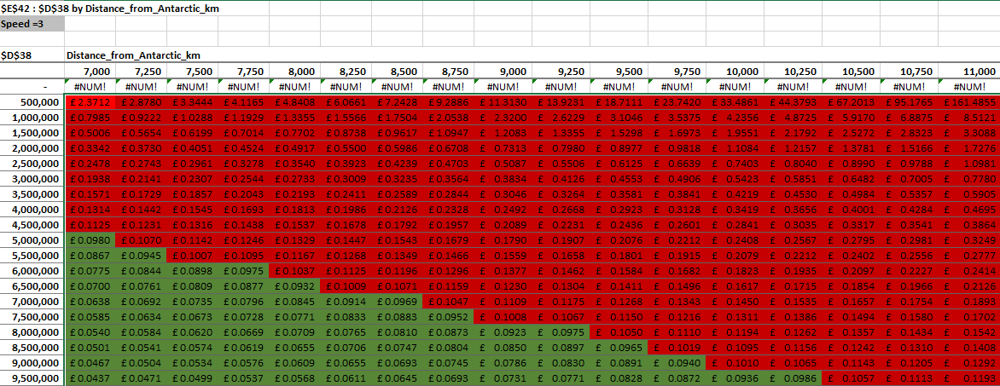 $E$42 : $D$38 by Distance_from_Antarctic_km
Speed =3
$D$38 Distance_from_Antarctic_km
7,000 7,250 7,500 7,750 8,000 8,250 8,500 8,750 9,000 9,250 9,500 9,750 10,000 10,250 10,500 10,750 11,000
- #NUM! #NUM! #NUM! #NUM! #NUM! #NUM! #NUM! #NUM! #NUM! #NUM! #NUM! #NUM! #NUM! #NUM! #NUM! #NUM! #NUM!
500,000 £2.3712 £2.8780 £3.3444 £4.1165 £4.8408 £6.0661 £7.2428 £9.2886 £ 11.3130 £ 13.9231 £ 18.7111 £ 23.7420 £ 33.4861 £ 44.3793 £ 67.2013 £ 95.1765 £ 161.4855
1,000,000 £0.7985 £0.9222 £1.0288 £1.1929 £1.3355 £1.5566 £1.7504 £2.0538 £ 2.3200 £ 2.6229 £ 3.1046 £ 3.5375 £ 4.2356 £ 4.8725 £ 5.9170 £ 6.8875 £ 8.5121
1,500,000 £0.5006 £0.5654 £0.6199 £0.7014 £0.7702 £0.8738 £0.9617 £1.0947 £ 1.2083 £ 1.3355 £ 1.5298 £ 1.6973 £ 1.9551 £ 2.1792 £ 2.5272 £ 2.8323 £ 3.3088
2,000,000 £0.3342 £0.3730 £0.4051 £0.4524 £0.4917 £0.5500 £0.5986 £0.6708 £ 0.7313 £ 0.7980 £ 0.8977 £ 0.9818 £ 1.1084 £ 1.2157 £ 1.3781 £ 1.5166 £ 1.7276
2,500,000 £0.2478 £0.2743 £0.2961 £0.3278 £0.3540 £0.3923 £0.4239 £0.4703 £ 0.5087 £ 0.5506 £ 0.6125 £ 0.6639 £ 0.7403 £ 0.8040 £ 0.8990 £ 0.9788 £ 1.0981
3,000,000 £0.1938 £0.2141 £0.2307 £0.2544 £0.2733 £0.3009 £0.3235 £0.3564 £ 0.3834 £ 0.4126 £ 0.4553 £ 0.4906 £ 0.5423 £ 0.5851 £ 0.6482 £ 0.7005 £ 0.7780
3,500,000 £0.1571 £0.1729 £0.1857 £0.2043 £0.2193 £0.2411 £0.2589 £0.2844 £ 0.3046 £ 0.3264 £ 0.3581 £ 0.3841 £ 0.4219 £ 0.4530 £ 0.4984 £ 0.5357 £ 0.5905
4,000,000 £0.1314 £0.1442 £0.1545 £0.1693 £0.1813 £0.1986 £0.2126 £0.2328 £ 0.2492 £ 0.2668 £ 0.2923 £ 0.3128 £ 0.3419 £ 0.3656 £ 0.4001 £ 0.4284 £ 0.4695
4,500,000 £0.1125 £0.1231 £0.1316 £0.1438 £0.1537 £0.1678 £0.1792 £0.1957 £ 0.2089 £ 0.2231 £ 0.2436 £ 0.2601 £ 0.2841 £ 0.3035 £ 0.3317 £ 0.3541 £ 0.3864
5,000,000 £0.0980 £0.1070 £0.1142 £0.1246 £0.1329 £0.1447 £0.1543 £0.1679 £ 0.1790 £ 0.1907 £ 0.2076 £ 0.2212 £ 0.2408 £ 0.2567 £ 0.2795 £ 0.2981 £ 0.3249
5,500,000 £0.0867 £0.0945 £0.1007 £0.1095 £0.1167 £0.1268 £0.1349 £0.1466 £ 0.1559 £ 0.1658 £ 0.1801 £ 0.1915 £ 0.2079 £ 0.2212 £ 0.2402 £ 0.2556 £ 0.2777
6,000,000 £0.0775 £0.0844 £0.0898 £0.0975 £0.1037 £0.1125 £0.1196 £0.1296 £ 0.1377 £ 0.1462 £ 0.1584 £ 0.1682 £ 0.1823 £ 0.1935 £ 0.2097 £ 0.2227 £ 0.2414
6,500,000 £0.0700 £0.0761 £0.0809 £0.0877 £0.0932 £0.1009 £0.1071 £0.1159 £ 0.1230 £ 0.1304 £ 0.1411 £ 0.1496 £ 0.1617 £ 0.1715 £ 0.1854 £ 0.1966 £ 0.2126
7,000,000 £0.0638 £0.0692 £0.0735 £0.0796 £0.0845 £0.0914 £0.0969 £0.1047 £ 0.1109 £ 0.1175 £ 0.1268 £ 0.1343 £ 0.1450 £ 0.1535 £ 0.1657 £ 0.1754 £ 0.1893
7,500,000 £0.0585 £0.0634 £0.0673 £0.0728 £0.0771 £0.0833 £0.0883 £0.0952 £ 0.1008 £ 0.1067 £ 0.1150 £ 0.1216 £ 0.1311 £ 0.1386 £ 0.1494 £ 0.1580 £ 0.1702
8,000,000 £0.0540 £0.0584 £0.0620 £0.0669 £0.0709 £0.0765 £0.0810 £0.0873 £ 0.0923 £ 0.0975 £ 0.1050 £ 0.1110 £ 0.1194 £ 0.1262 £ 0.1357 £ 0.1434 £ 0.1542
8,500,000 £0.0501 £0.0541 £0.0574 £0.0619 £0.0655 £0.0706 £0.0747 £0.0804 £ 0.0850 £ 0.0897 £ 0.0965 £ 0.1019 £ 0.1095 £ 0.1156 £ 0.1242 £ 0.1310 £ 0.1408
9,000,000 £0.0467 £0.0504 £0.0534 £0.0576 £0.0609 £0.0655 £0.0693 £0.0745 £ 0.0786 £ 0.0830 £ 0.0891 £ 0.0940 £ 0.1010 £ 0.1065 £ 0.1143 £ 0.1205 £ 0.1292
9,500,000 £0.0437 £0.0471 £0.0499 £0.0537 £0.0568 £0.0611 £0.0645 £0.0693 £ 0.0731 £ 0.0771 £ 0.0828 £ 0.0872 £ 0.0936 £ 0.0986 £ 0.1057 £ 0.1113 £ 0.1193